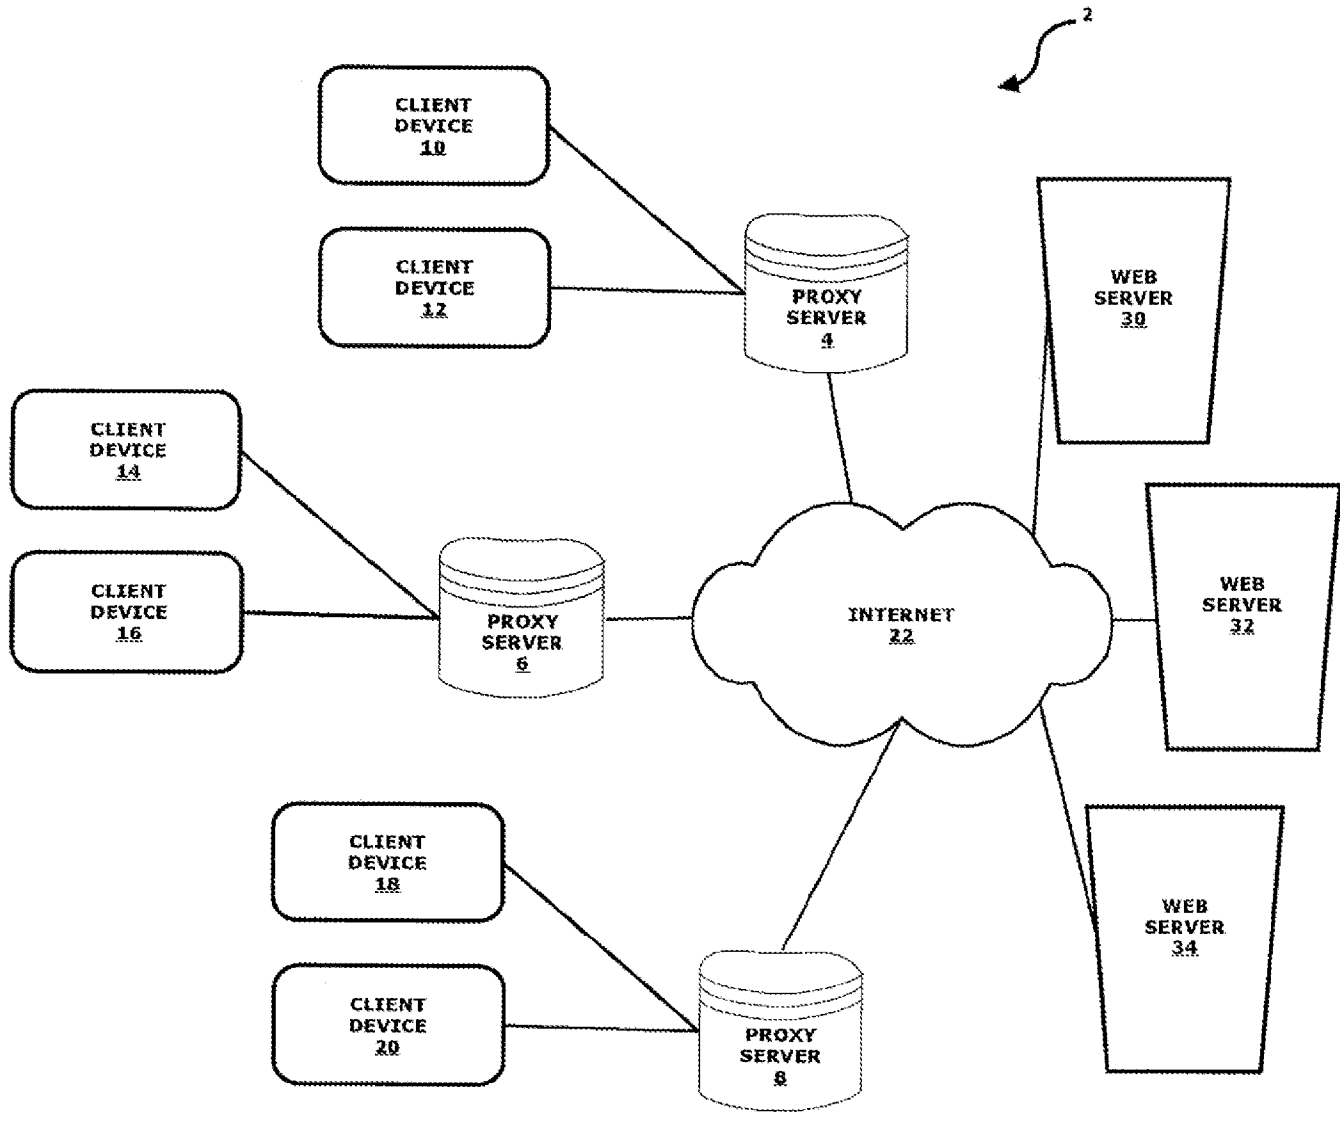 2
CLIENT
DEVICE
10
CLIENT
DEVICE
12
PROXY
SERVER
4
WEB
SERVER
30
CLIENT
DEVICE
14
CLIENT
DEVICE
16
PROXY
SERVER
6
INTERNET
22
WEB
SERVER
32
CLIENT
DEVICE
18
CLIENT
DEVICE
20
PROXY
SERVER
8
WEB
SERVER
34